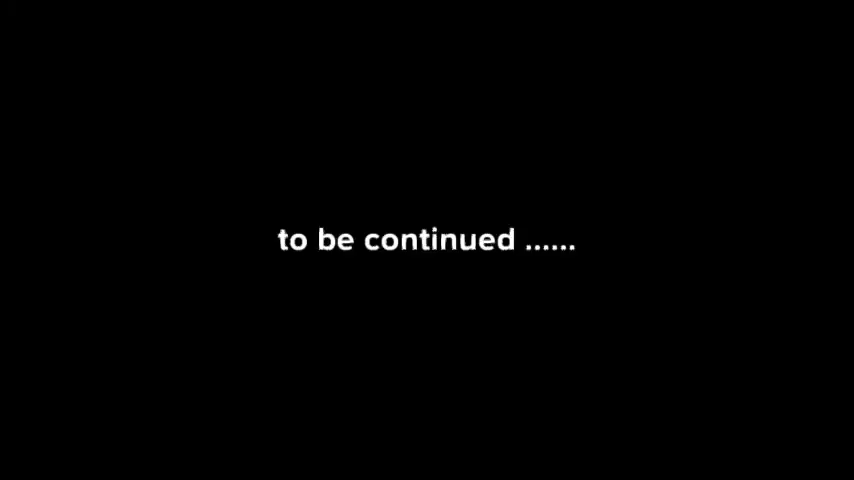 to be continued ......